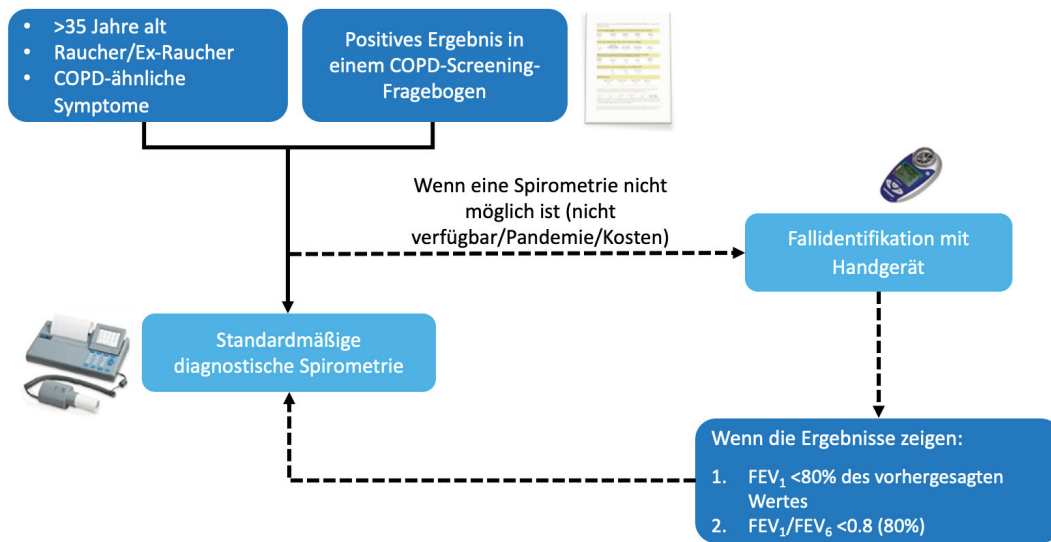 • >35 Jahre alt
• Raucher/Ex-Raucher
• COPD-ähnliche
Symptome
Positives Ergebnis in
einem COPD-Screening-
Fragebogen
Wenn eine Spirometrie nicht
möglich ist (nicht
verfügbar/Pandemie/Kosten)
Fallidentifikation mit
Handgerät
Standardmäßige
diagnostische Spirometrie
Wenn die Ergebnisse zeigen:
1. FEV₁ <80% des vorhergesagten
Wertes
2. FEV₁/FEV₆ <0.8 (80%)